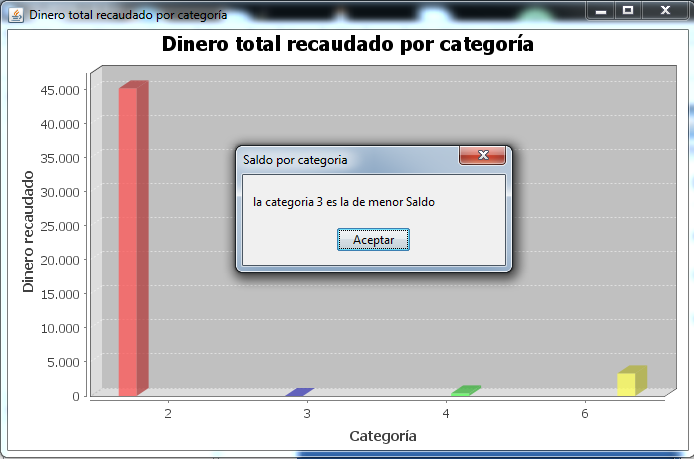 Dinero total recaudado por categoría
Dinero total recaudado por categoría
45.000
40.000
35.000
30.000
25.000
20.000
15.000
10.000
5.000
0
Dinero recaudado
Saldo por categoria
la categoria 3 es la de menor Saldo
Aceptar
2 3 4 6
Categoría